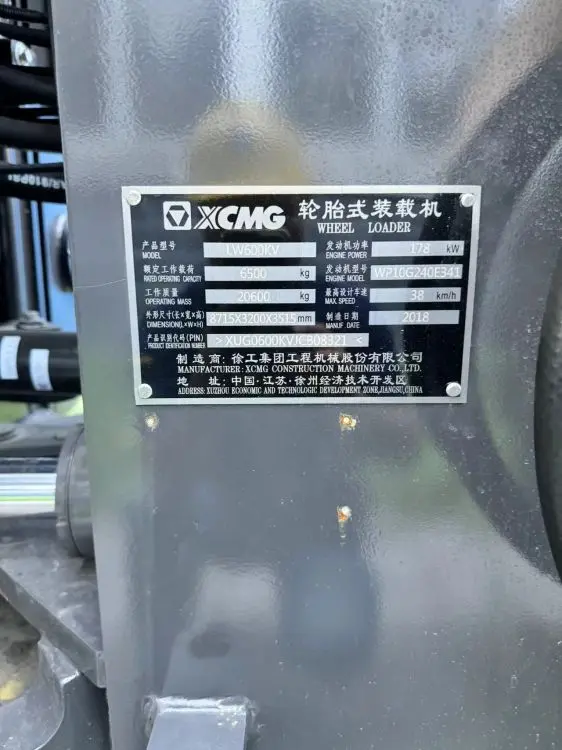 XCMG 轮胎式装载机
WHEEL LOADER
产品型号 LW600KV 发动机功率 178 kW
MODEL ENGINE POWER
额定工作载荷 6500 kg 发动机型号 WP10G240E341
RATED OPERATING CAPACITY ENGINE MODEL
工作质量 20600 kg 最高设计车速 38 km/h
OPERATING MASS MAX SPEED
外形尺寸(长×宽×高) 8715X3200X3515 mm 制造日期 2018
DIMENSION(L×W×H) MANUF DATE
产品识别代码(PIN) > XUG0600KVJCB08321 <
PRODUCT IDENTIFICATION NUMBER
制造商:徐工集团工程机械股份有限公司
MANUFACTURER: XCMG CONSTRUCTION MACHINERY CO.,LTD.
地址:中国·江苏·徐州经济技术开发区
ADDRESS: XUZHOU ECONOMIC AND TECHNOLOGIC DEVELOPMENT ZONE,JIANGSU,CHINA